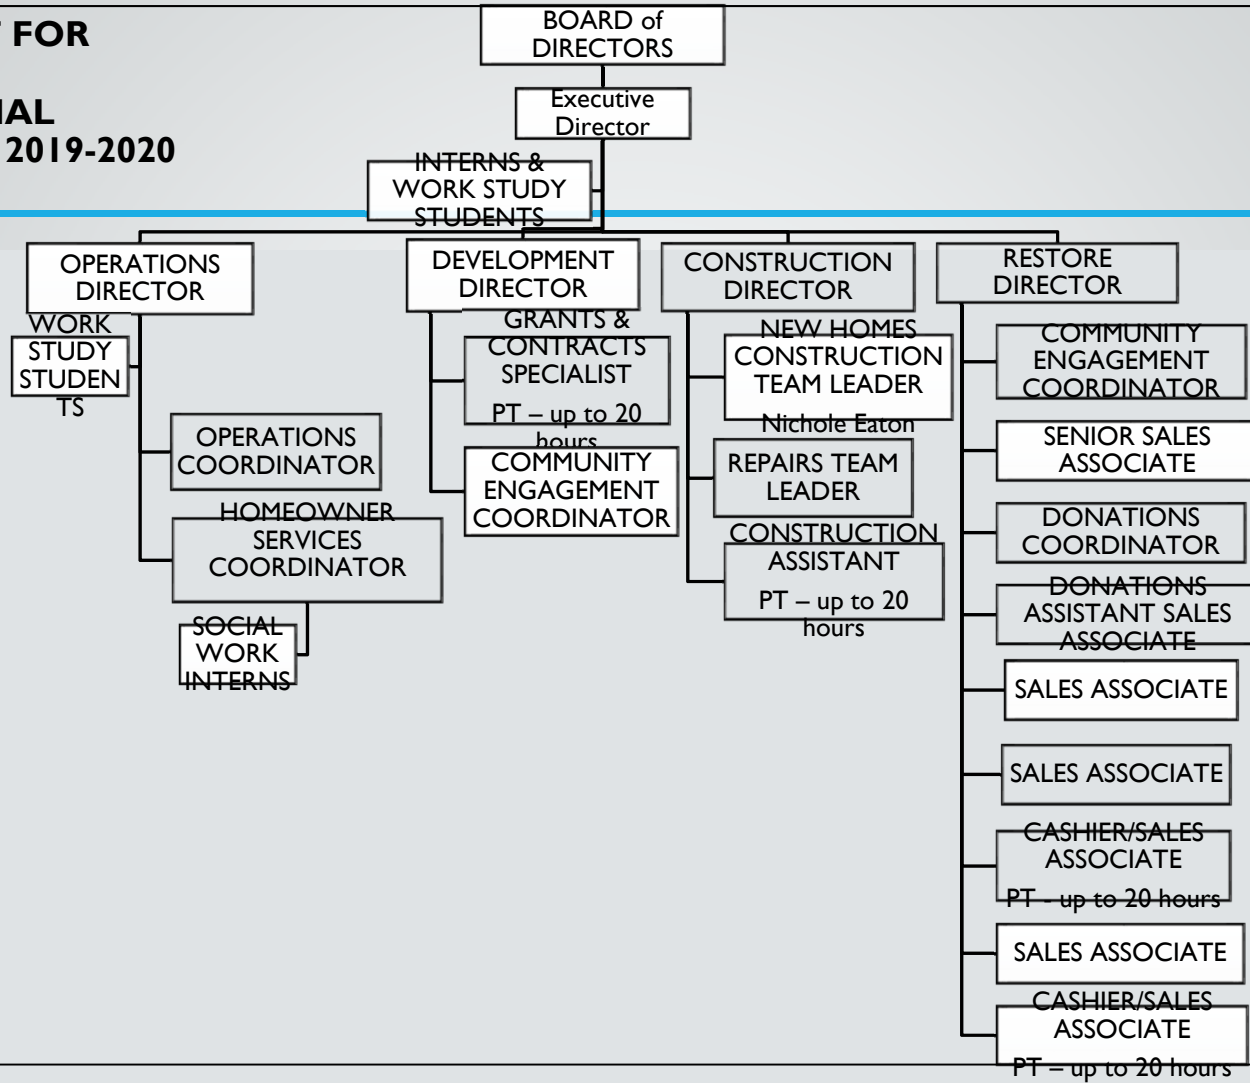 FOR
2019-2020
BOARD of
DIRECTORS
Executive
Director
INTERNS &
WORK STUDY
STUDENTS
OPERATIONS
DIRECTOR
WORK
STUDY
STUDEN
TS
OPERATIONS
COORDINATOR
HOMEOWNER
SERVICES
COORDINATOR
SOCIAL
WORK
INTERNS
DEVELOPMENT
DIRECTOR
GRANTS &
CONTRACTS
SPECIALIST
PT – up to 20
hours
COMMUNITY
ENGAGEMENT
COORDINATOR
CONSTRUCTION
DIRECTOR
NEW HOMES
CONSTRUCTION
TEAM LEADER
Nichole Eaton
REPAIRS TEAM
LEADER
CONSTRUCTION
ASSISTANT
PT – up to 20
hours
RESTORE
DIRECTOR
COMMUNITY
ENGAGEMENT
COORDINATOR
SENIOR SALES
ASSOCIATE
DONATIONS
COORDINATOR
DONATIONS
ASSISTANT SALES
ASSOCIATE
SALES ASSOCIATE
SALES ASSOCIATE
CASHIER/SALES
ASSOCIATE
PT - up to 20 hours
SALES ASSOCIATE
CASHIER/SALES
ASSOCIATE
PT – up to 20 hours